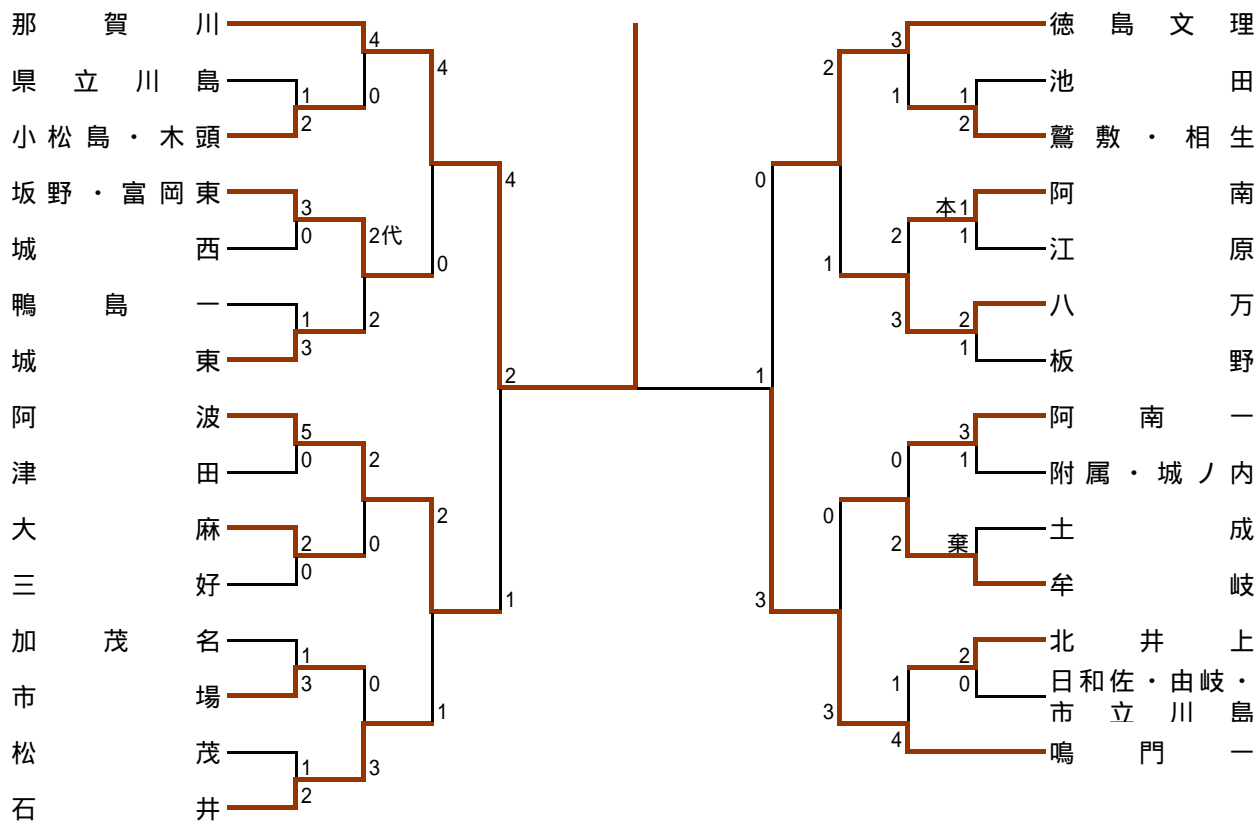 那賀川
県立川島
小松島・木頭
坂野・富岡東
城西
鴨島一
城東
阿波
津田
大麻
三好
加茂名
市場
松茂
石井
4
0
1
2
3
0
1
3
2代
2
4
0
5
0
2
0
2
0
1
3
1
2
0
3
2
1
4
1
2
1
0
3
2
1
0
3
3
1
1
2
本1
1
2
1
2
3
3
1
棄
0
2
2
0
1
4
徳島文理
池田
鷲敷・相生
阿南
江原
八万
板野
阿南一
附属・城ノ内
土成
牟岐
北井上
日和佐・由岐・
市立川島
鳴門一